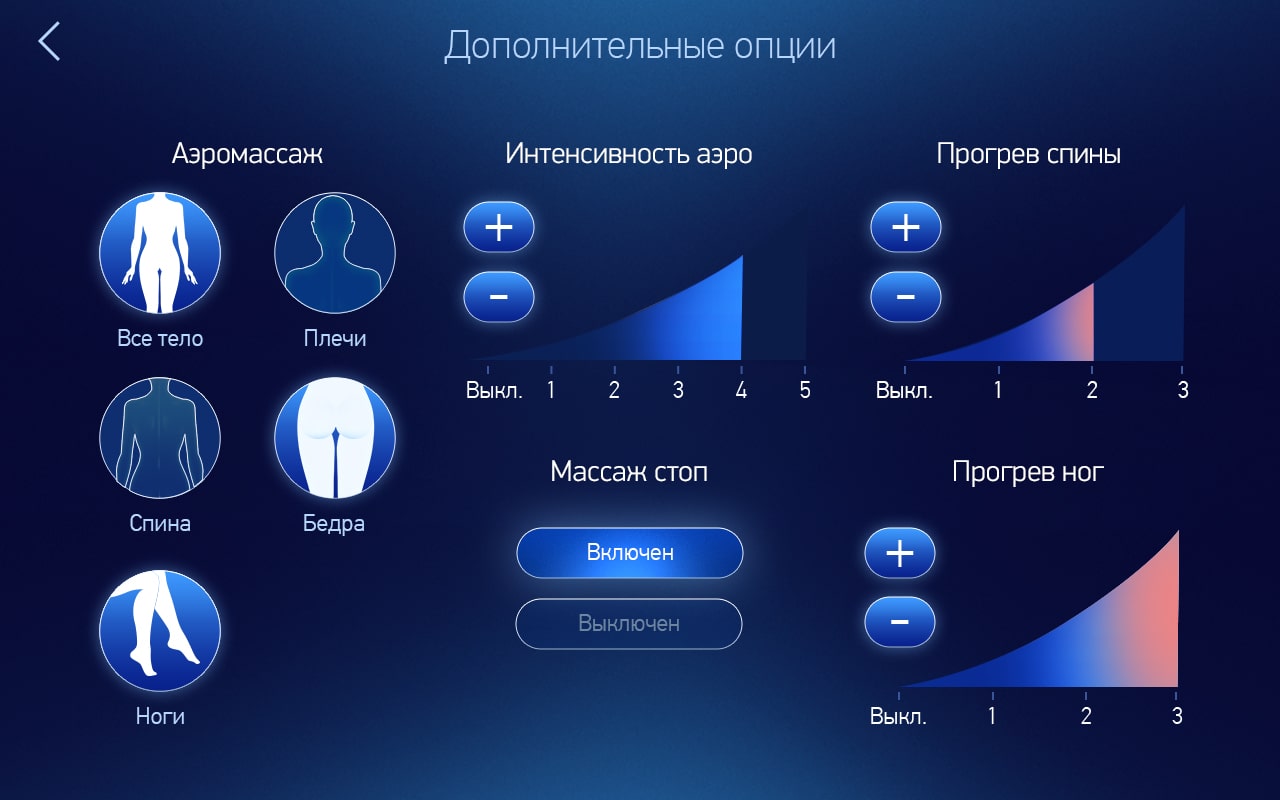 Дополнительные опции
Аэромассаж
Все тело
Плечи
Спина
Бедра
Ноги
Интенсивность аэро
+
-
Выкл. 1 2 3 4 5
Массаж стоп
Включен
Выключен
Прогрев спины
+
-
Выкл. 1 2 3
Прогрев ног
+
-
Выкл. 1 2 3